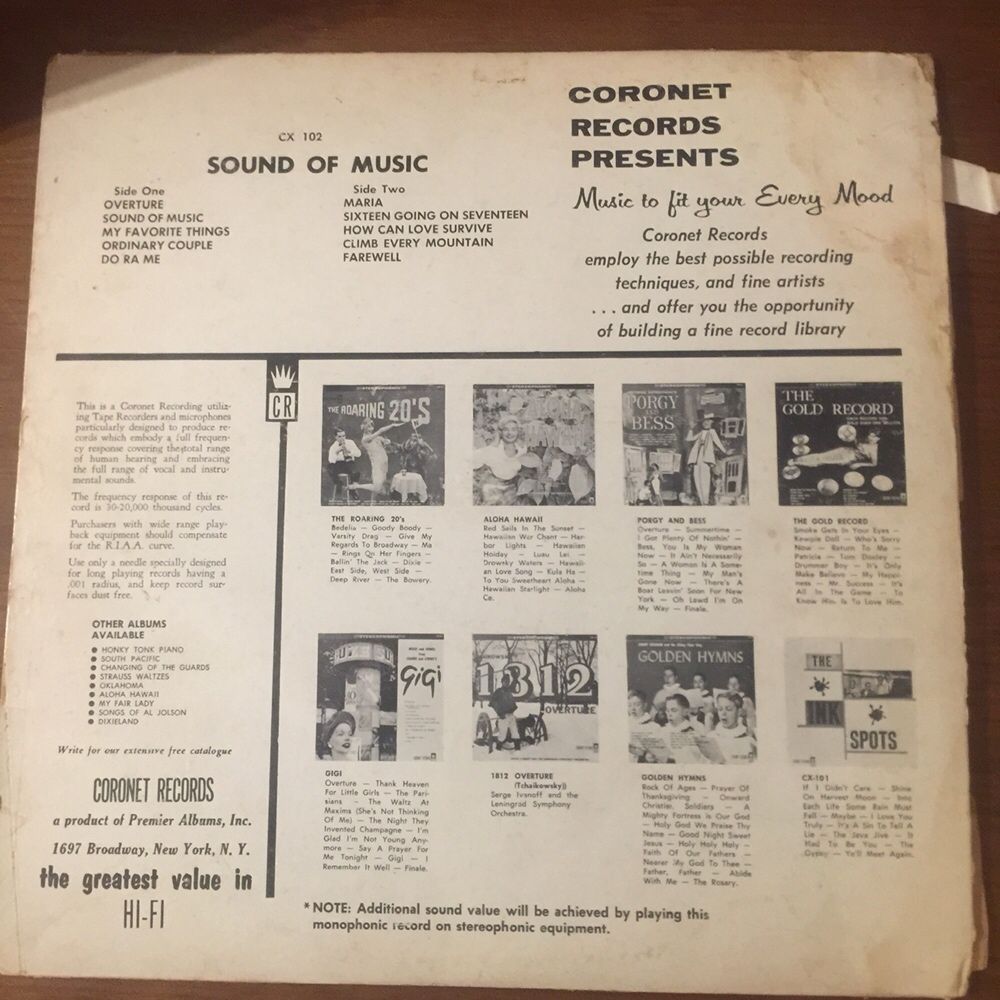 CX 102
SOUND OF MUSIC
Side One
OVERTURE
SOUND OF MUSIC
MY FAVORITE THINGS
ORDINARY COUPLE
DO RA ME
Side Two
MARIA
SIXTEEN GOING ON SEVENTEEN
HOW CAN LOVE SURVIVE
CLIMB EVERY MOUNTAIN
FAREWELL
CORONET
RECORDS
PRESENTS
Music to fit your Every Mood
Coronet Records
employ the best possible recording
techniques, and fine artists
... and offer you the opportunity
of building a fine record library
CR
This is a Coronet Recording utiliz-
ing Tape Recorders and microphones
particularly designed to produce re-
cords which embody a full frequen-
cy response covering the total range
of human hearing and embracing
the full range of vocal and instru-
mental sounds.
The frequency response of this re-
cord is 30-20,000 thousand cycles.
Purchasers with wide range play-
back equipment should compensate
for the R.I.A.A. curve.
Use only a needle specially designed
for long playing records having a
.001 radius, and keep record sur-
faces dust free.
OTHER ALBUMS
AVAILABLE
● HONKY TONK PIANO
● SOUTH PACIFIC
● CHANGING OF THE GUARDS
● STRAUSS WALTZES
● OKLAHOMA
● ALOHA HAWAII
● MY FAIR LADY
● SONGS OF AL JOLSON
● DIXIELAND
Write for our extensive free catalogue
CORONET RECORDS
a product of Premier Albums, Inc.
1697 Broadway, New York, N. Y.
the greatest value in
HI-FI
THE ROARING 20'S
THE ROARING 20's
Bedelia — Goody Boody —
Varsity Drag — Give My
Regards To Broadway — Ma
— Rings On Her Fingers —
Ballin' The Jack — Dixie —
East Side, West Side —
Deep River — The Bowery.
ALOHA HAWAII
Red Sails In The Sunset —
Hawaiian War Chant — Har-
bor Lights — Hawaiian
Hoiday — Luau Lei —
Drownky Waters — Hawaii-
an Love Song — Kula Ha —
To You Sweetheart Aloha —
Hawaiian Starlight — Aloha
Oe.
PORGY
BESS
PORGY AND BESS
Overture — Summertime —
I Got Plenty Of Nothin' —
Bess, You Is My Woman
Now — It Ain't Necessarily
So — A Woman Is A Some-
time Thing — My Man's
Gone Now — There's A
Boat Leavin' Soon For New
York — Oh Lawd I'm On
My Way — Finale.
THE
GOLD RECORD
THE GOLD RECORD
Smoke Gets In Your Eyes —
Kewpie Doll — Who's Sorry
Now — Return To Me —
Patricia — Tom Dooley —
Drummer Boy — It's Only
Make Believe — My Happi-
ness — Mr. Success — It's
All In The Game — To
Know Him Is To Love Him.
GIGI
GIGI
Overture — Thank Heaven
For Little Girls — The Pari-
sians — The Waltz At
Maxims (She's Not Thinking
Of Me) — The Night They
Invented Champagne — I'm
Glad I'm Not Young Any-
more — Say A Prayer For
Me Tonight — Gigi — I
Remember It Well — Finale.
1812
OVERTURE
1812 OVERTURE
(Tchaikowsky))
Serge Ivanoff and the
Leningrad Symphony
Orchestra.
GOLDEN HYMNS
GOLDEN HYMNS
Rock Of Ages — Prayer Of
Thanksgiving — Onward
Christian Soldiers — A
Mighty Fortress is Our God
— Holy God We Praise Thy
Name — Good Night Sweet
Jesus — Holy Holy Holy —
Faith Of Our Fathers —
Nearer My God To Thee —
Father, Father — Abide
With Me — The Rosary.
THE
INK
SPOTS
CX-101
If I Didn't Care — Shine
On Harvest Moon — Into
Each Life Some Rain Must
Fall — Maybe — I Love You
Truly — It's A Sin To Tell A
Lie — The Java Jive — It
Had To Be You — The
Gypsy — Ye'll Meet Again.
*NOTE: Additional sound value will be achieved by playing this
monophonic record on stereophonic equipment.